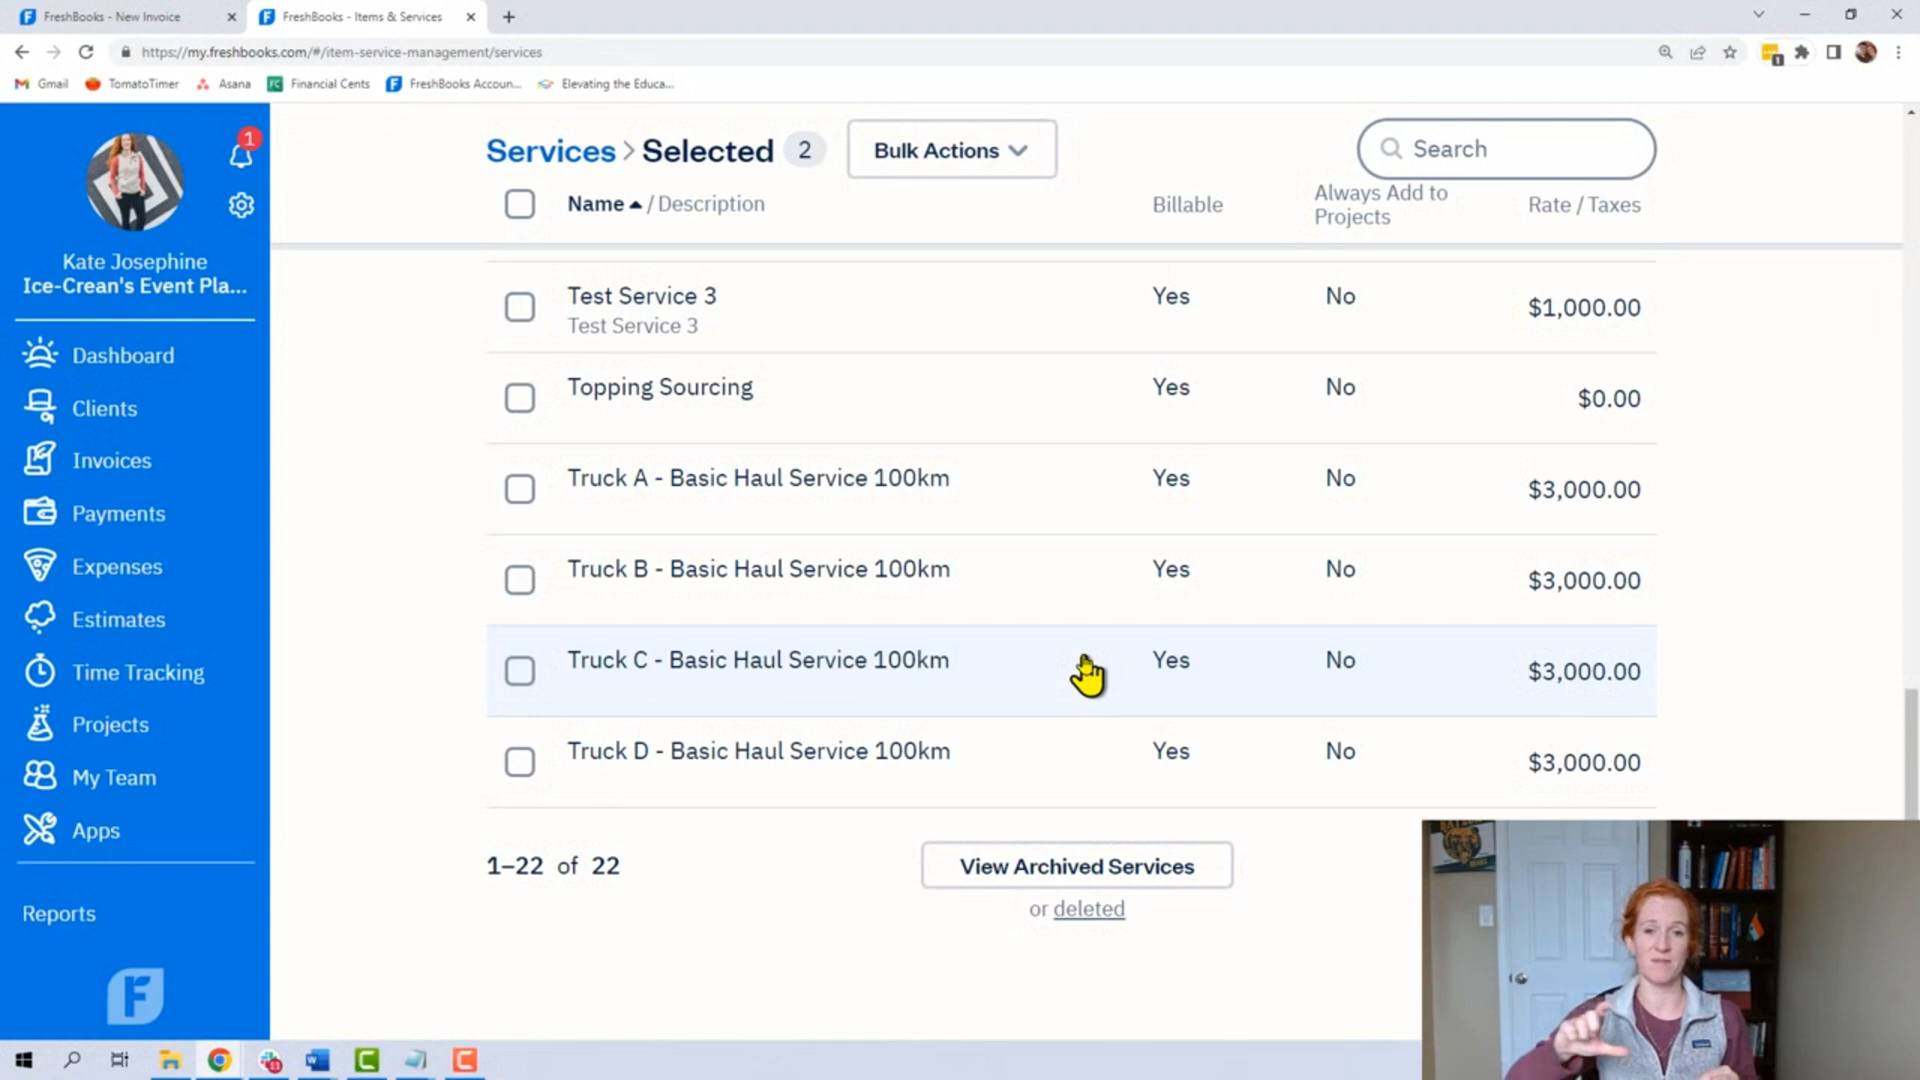 FreshBooks - New Invoice
FreshBooks - Items & Services
https://my.freshbooks.com/#/item-service-management/services
1
Gmail
TomatoTimer
Asana
FC Financial Cents
FreshBooks Accoun...
Elevating the Educa...
1
Kate Josephine
Ice-Crean's Event Pla...
Dashboard
Clients
Invoices
Payments
Expenses
Estimates
Time Tracking
Projects
My Team
Apps
Reports
Services > Selected 2
Bulk Actions
Search
Name / Description
Billable
Always Add to
Projects
Rate / Taxes
Test Service 3 Yes No $1,000.00
Test Service 3
Topping Sourcing Yes No $0.00
Truck A - Basic Haul Service 100km Yes No $3,000.00
Truck B - Basic Haul Service 100km Yes No $3,000.00
Truck C - Basic Haul Service 100km Yes No $3,000.00
Truck D - Basic Haul Service 100km Yes No $3,000.00
1–22 of 22
View Archived Services
or deleted